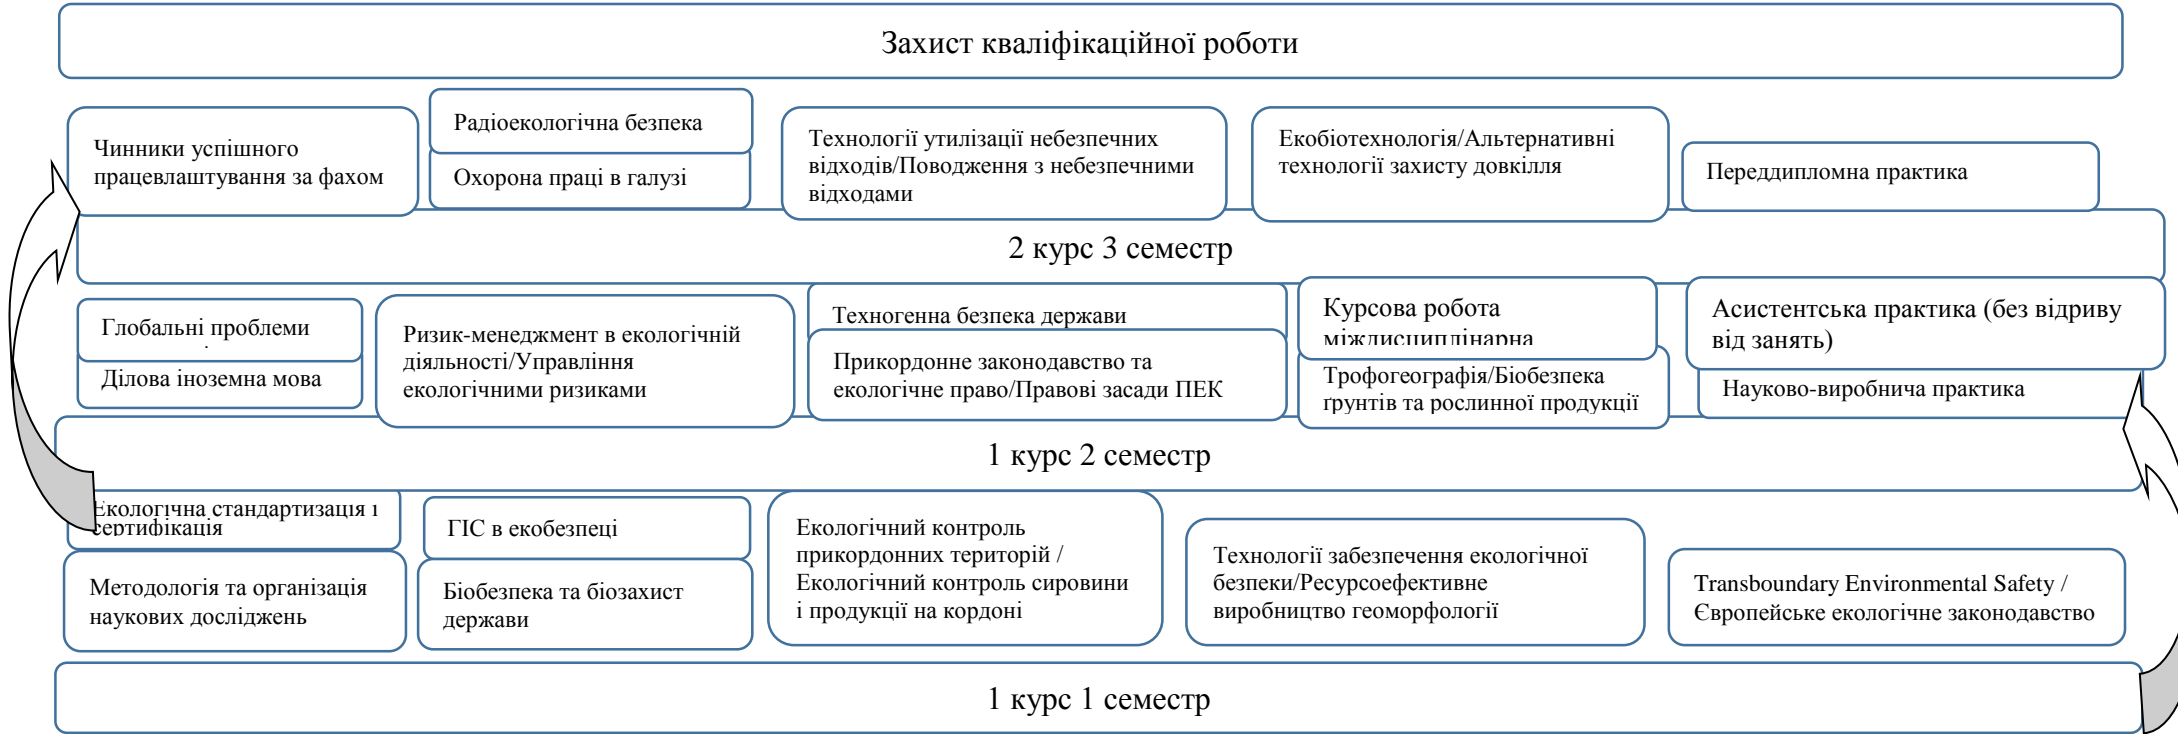 Захист кваліфікаційної роботи
Чинники успішного
працевлаштування за фахом
Радіоекологічна безпека
Охорона праці в галузі
Технології утилізації небезпечних
відходів/Поводження з небезпечними
відходами
Екобіотехнологія/Альтернативні
технології захисту довкілля
Переддипломна практика
2 курс 3 семестр
Глобальні проблеми
Ділова іноземна мова
Ризик-менеджмент в екологічній
діяльності/Управління
екологічними ризиками
Техногенна безпека держави
Прикордонне законодавство та
екологічне право/Правові засади ПЕК
Курсова робота
міждисциплінарна
Трофогеографія/Біобезпека
ґрунтів та рослинної продукції
Асистентська практика (без відриву
від занять)
Науково-виробнича практика
1 курс 2 семестр
Екологічна стандартизація і
сертифікація
Методологія та організація
наукових досліджень
ГІС в екобезпеці
Біобезпека та біозахист
держави
Екологічний контроль
прикордонних територій /
Екологічний контроль сировини
і продукції на кордоні
Технології забезпечення екологічної
безпеки/Ресурсоефективне
виробництво геоморфології
Transboundary Environmental Safety /
Європейське екологічне законодавство
1 курс 1 семестр